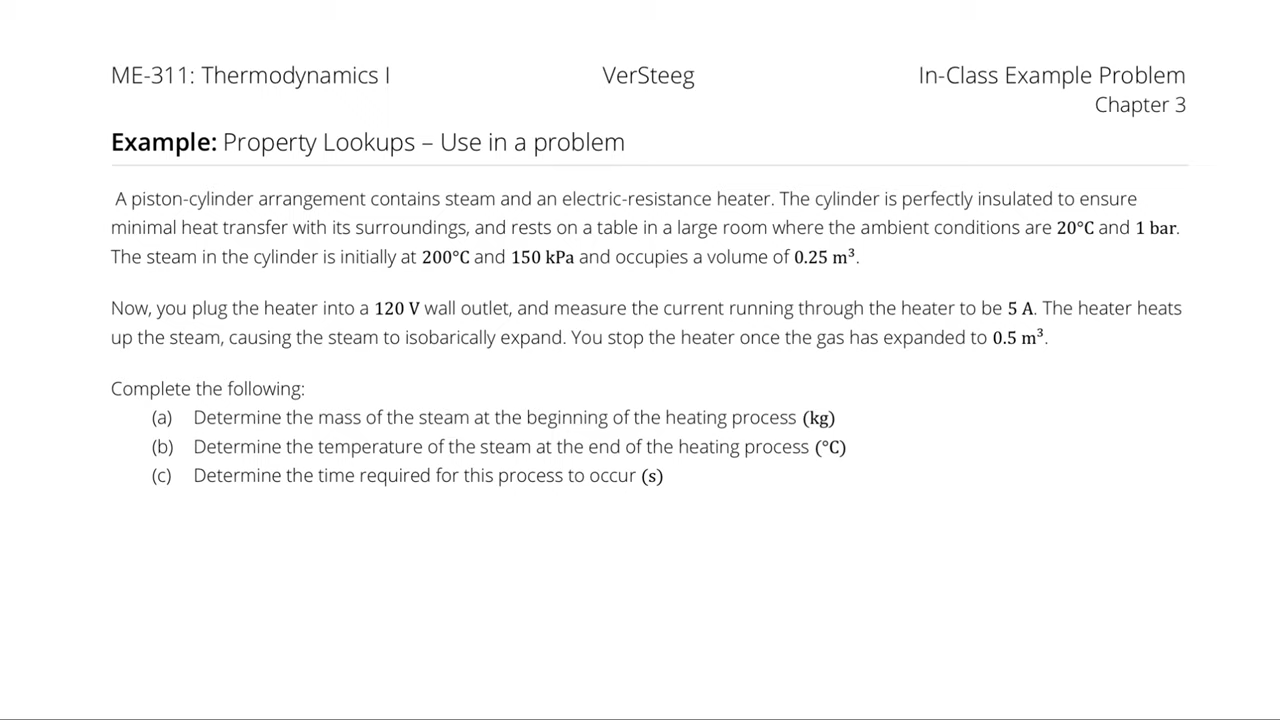 ME-311: Thermodynamics I VerSteeg In-Class Example Problem
Chapter 3
Example: Property Lookups – Use in a problem
A piston-cylinder arrangement contains steam and an electric-resistance heater. The cylinder is perfectly insulated to ensure
minimal heat transfer with its surroundings, and rests on a table in a large room where the ambient conditions are 20°C and 1 bar.
The steam in the cylinder is initially at 200°C and 150 kPa and occupies a volume of 0.25 m³.
Now, you plug the heater into a 120 V wall outlet, and measure the current running through the heater to be 5 A. The heater heats
up the steam, causing the steam to isobarically expand. You stop the heater once the gas has expanded to 0.5 m³.
Complete the following:
(a) Determine the mass of the steam at the beginning of the heating process (kg)
(b) Determine the temperature of the steam at the end of the heating process (°C)
(c) Determine the time required for this process to occur (s)